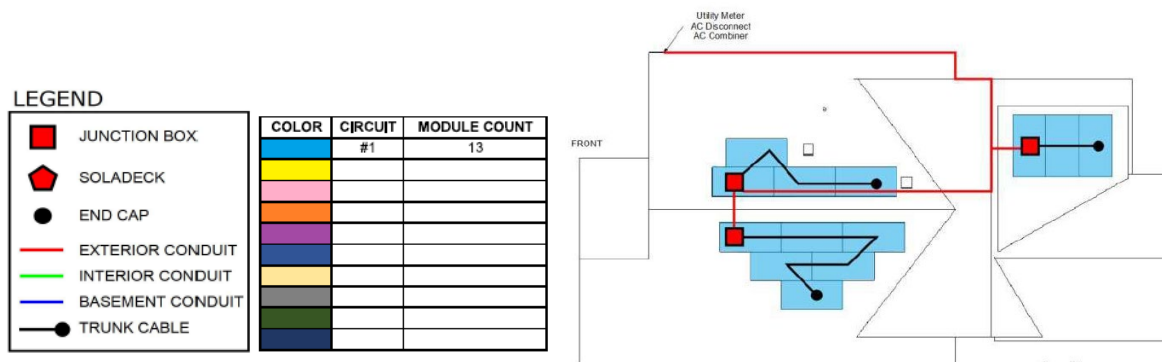 LEGEND
JUNCTION BOX
SOLADECK
END CAP
EXTERIOR CONDUIT
INTERIOR CONDUIT
BASEMENT CONDUIT
TRUNK CABLE
COLOR CIRCUIT MODULE COUNT
#1 13
Utility Meter
AC Disconnect
AC Combiner
FRONT